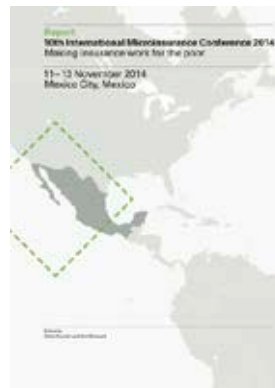 Report
10th International Microinsurance Conference 2014
Making insurance work for the poor
11–13 November 2014
Mexico City, Mexico